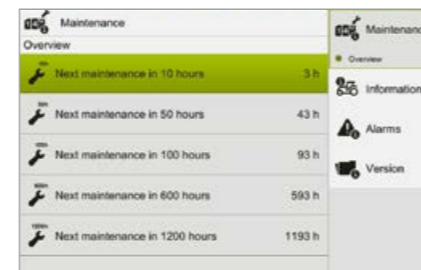 Maintenance
Overview
Next maintenance in 10 hours 3 h
Next maintenance in 50 hours 43 h
Next maintenance in 100 hours 93 h
Next maintenance in 600 hours 593 h
Next maintenance in 1200 hours 1193 h
Maintenanc
Overview
Information
Alarms
Version